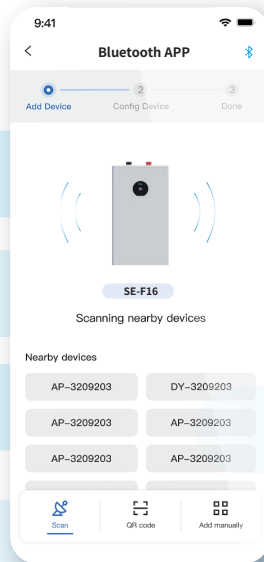 9:41
Bluetooth APP
2
3
Add Device
Config Device
Done
SE-F16
Scanning nearby devices
Nearby devices
AP-3209203
DY-3209203
AP-3209203
AP-3209203
AP-3209203
AP-3209203
Scan
QR code
Add manually